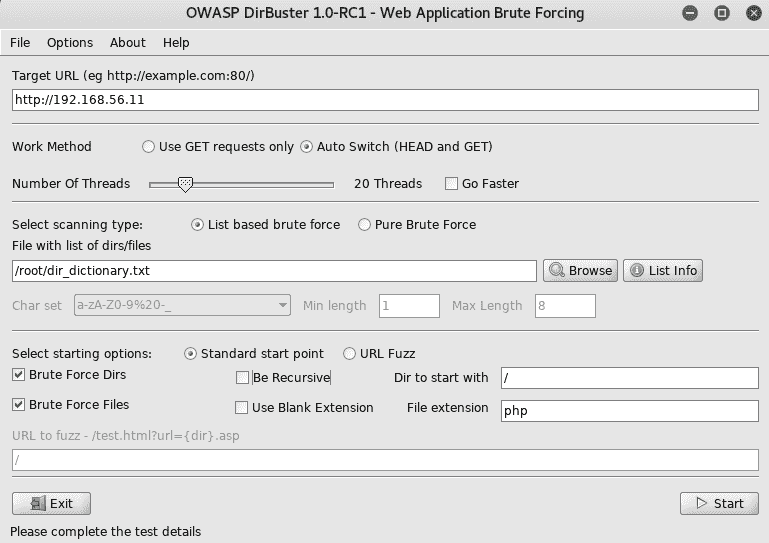 OWASP DirBuster 1.0-RC1 - Web Application Brute Forcing
File Options About Help
Target URL (eg http://example.com:80/)
http://192.168.56.11
Work Method Use GET requests only Auto Switch (HEAD and GET)
Number Of Threads 20 Threads Go Faster
Select scanning type: List based brute force Pure Brute Force
File with list of dirs/files
/root/dir_dictionary.txt Browse List Info
Char set a-zA-Z0-9%20-_ Min length 1 Max Length 8
Select starting options: Standard start point URL Fuzz
Brute Force Dirs Be Recursive Dir to start with /
Brute Force Files Use Blank Extension File extension php
URL to fuzz - /test.html?url={dir}.asp
/
Exit Start
Please complete the test details